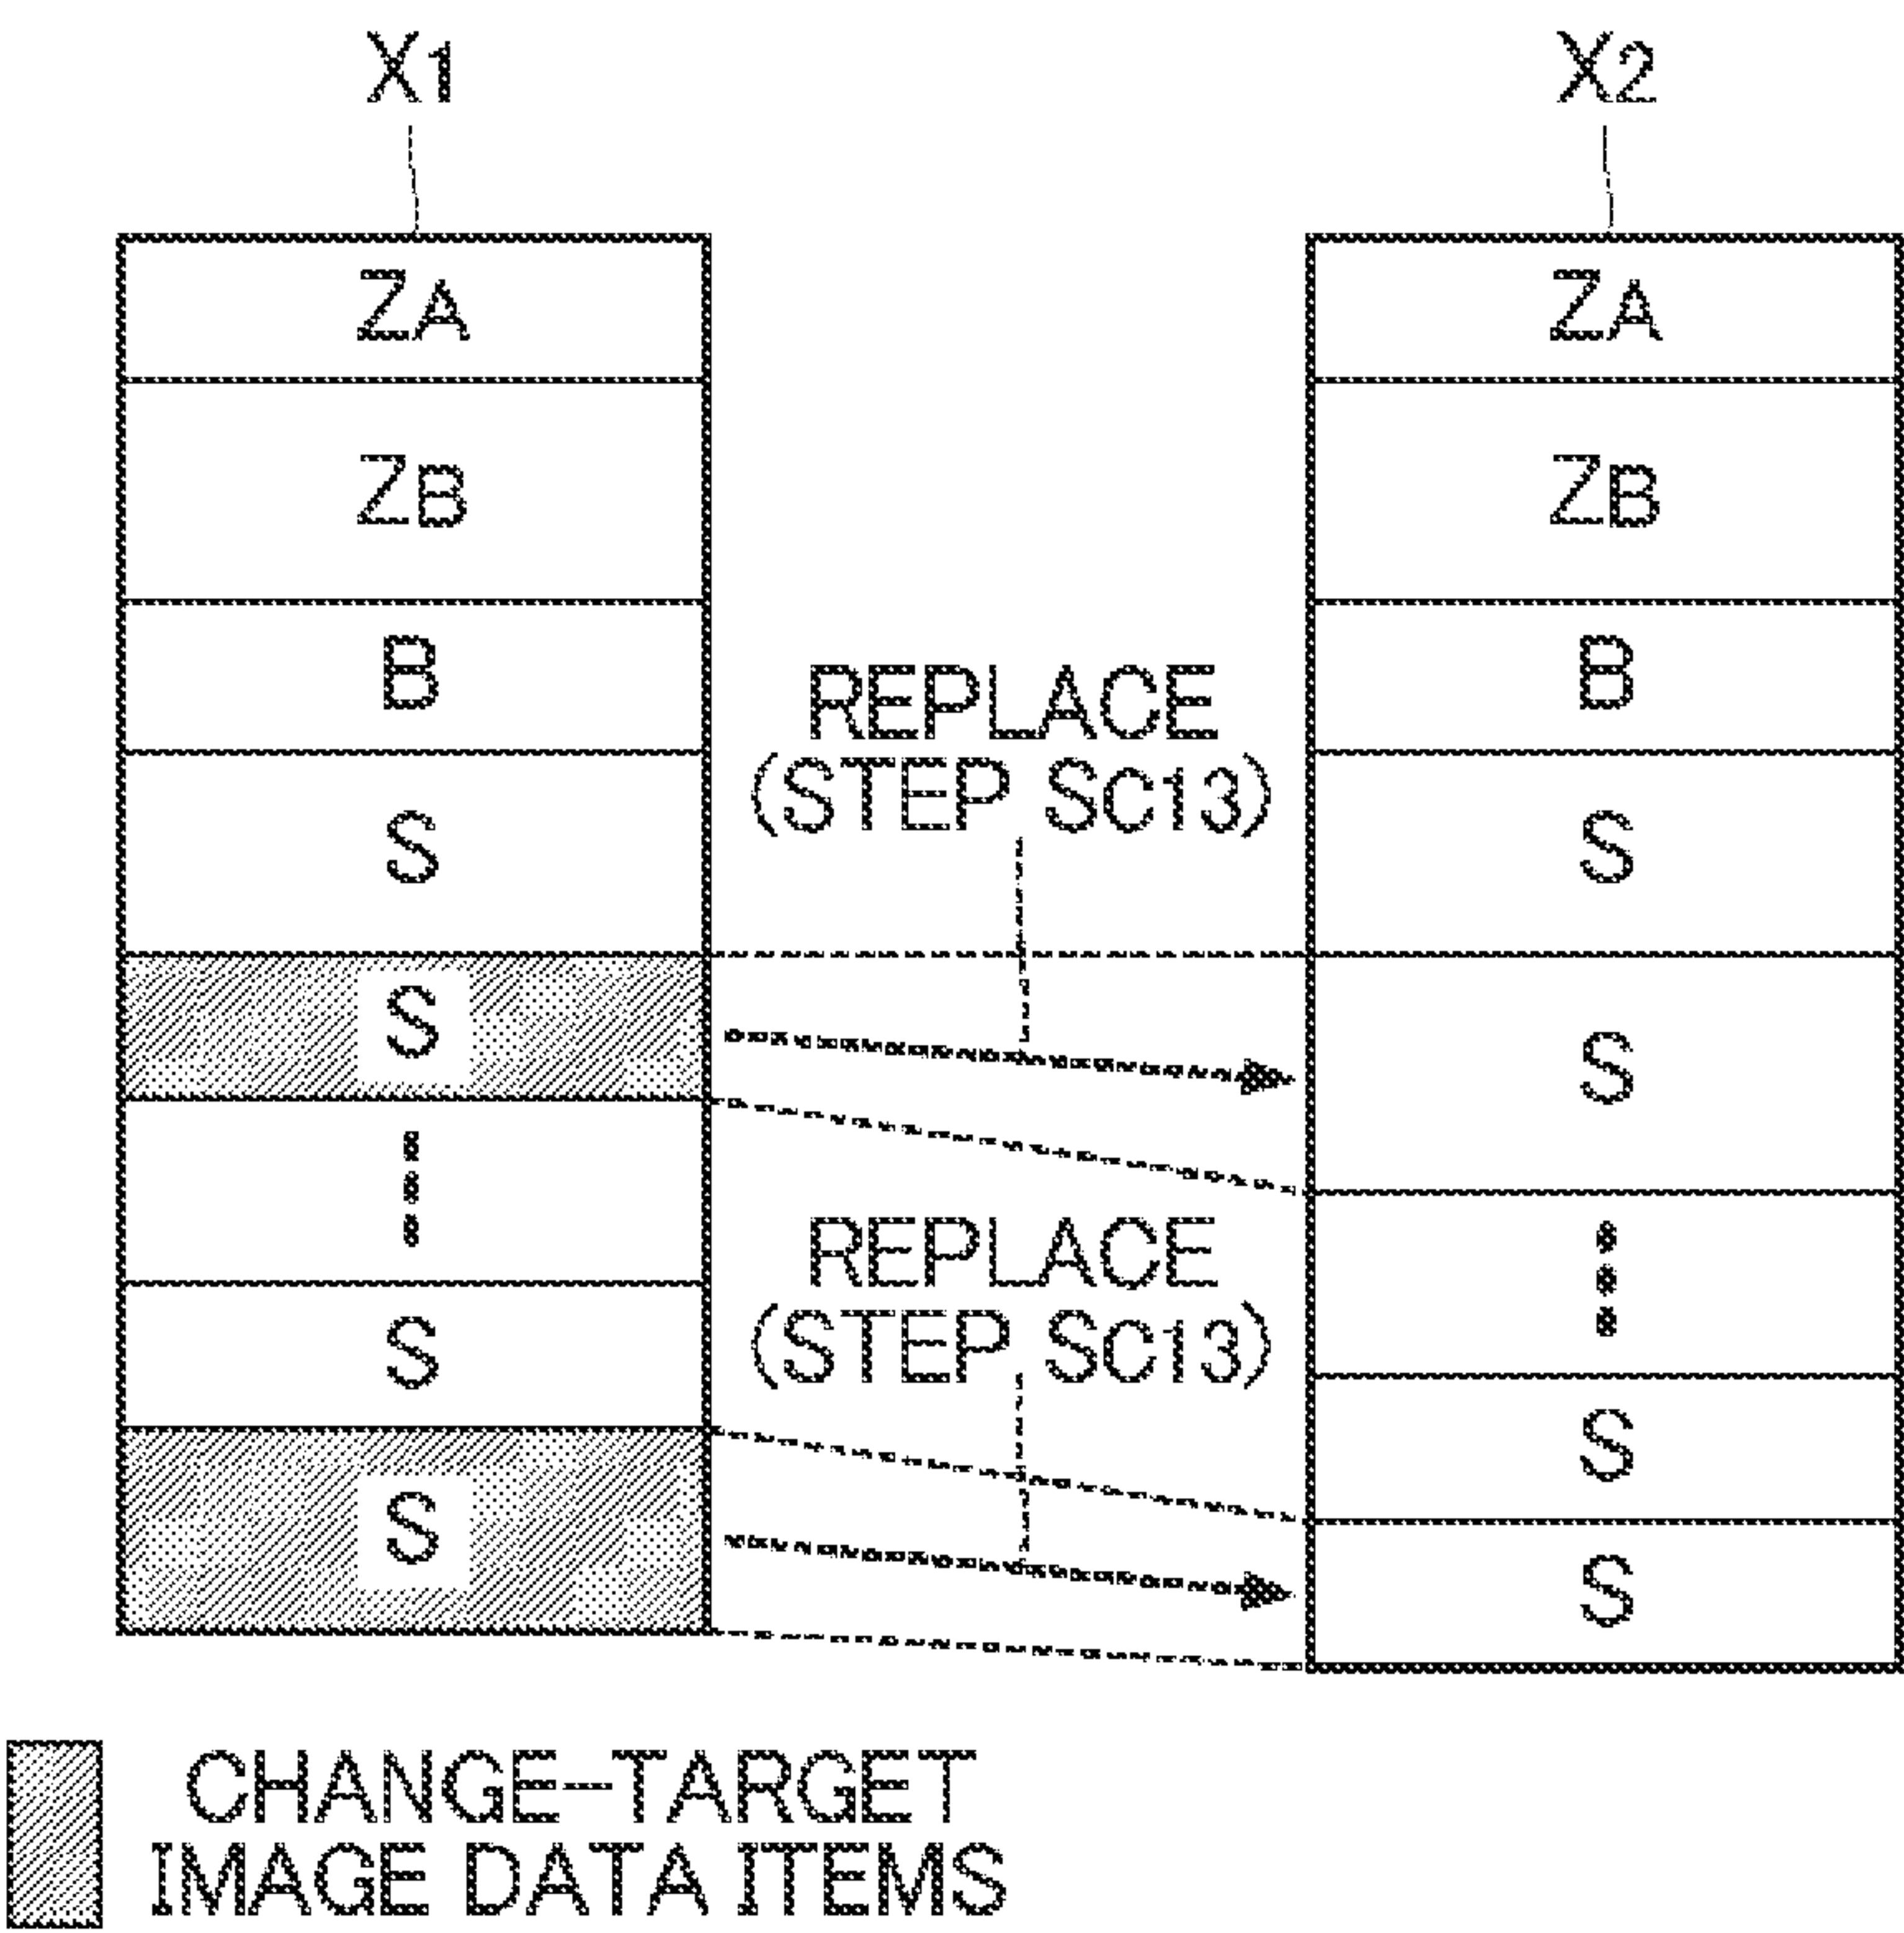 X1
X2
ZA
ZB
B
S
S
S
S
ZA
ZB
B
S
S
S
S
REPLACE
(STEP SC13)
REPLACE
(STEP SC13)
CHANGE-TARGET
IMAGE DATA ITEMS